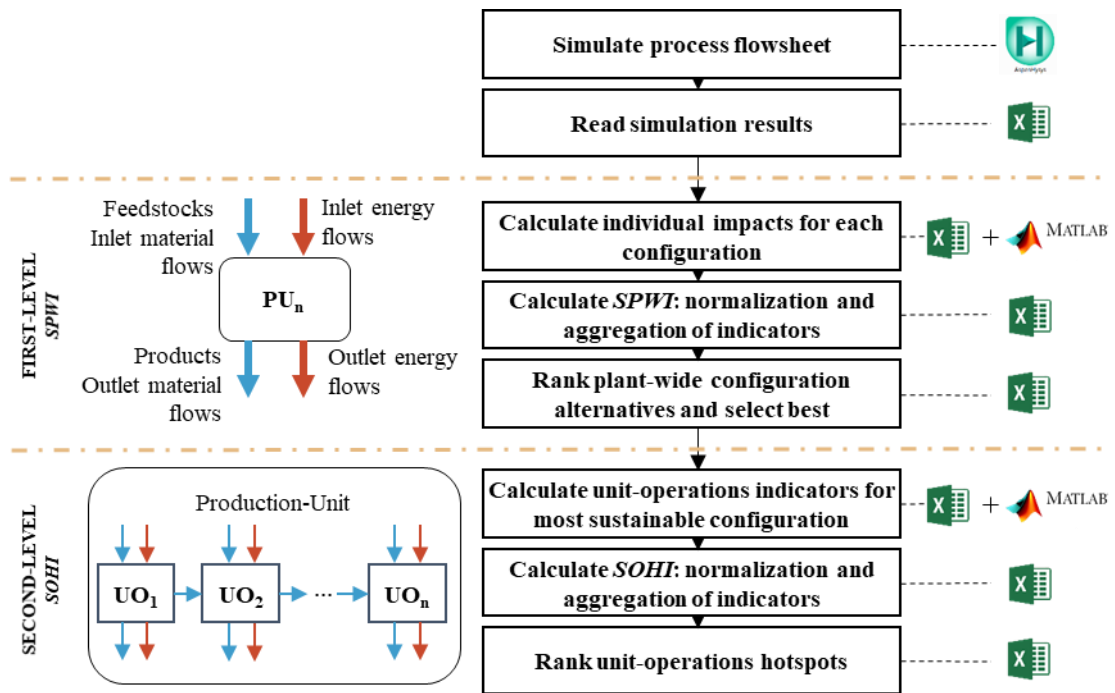 Simulate process flowsheet
Read simulation results
FIRST-LEVEL
SPWI
Feedstocks
Inlet material
flows
Inlet energy
flows
PUn
Products
Outlet material
flows
Outlet energy
flows
Calculate individual impacts for each
configuration
X
+
MATLAB
Calculate SPWI: normalization and
aggregation of indicators
X
Rank plant-wide configuration
alternatives and select best
X
SECOND-LEVEL
SOHI
Production-Unit
UO1
UO2
...
UOn
Calculate unit-operations indicators for
most sustainable configuration
X
+
MATLAB
Calculate SOHI: normalization and
aggregation of indicators
X
Rank unit-operations hotspots
X